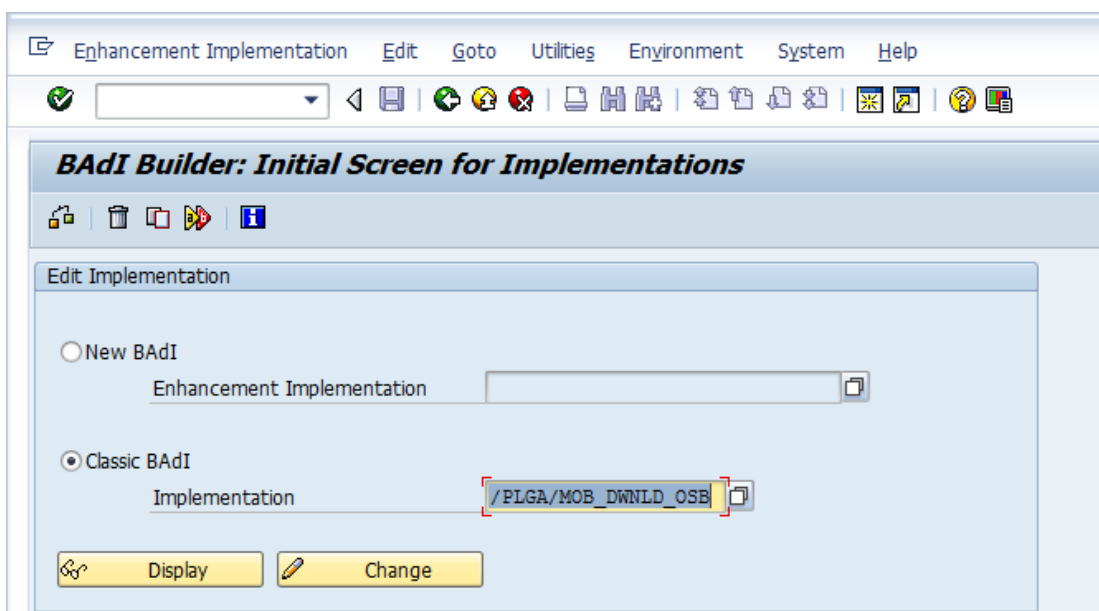 Enhancement Implementation Edit Goto Utilities Environment System Help
BAdI Builder: Initial Screen for Implementations
Edit Implementation
New BAdI
Enhancement Implementation
Classic BAdI
Implementation /PLGA/MOB_DWNLD_OSB
Display Change